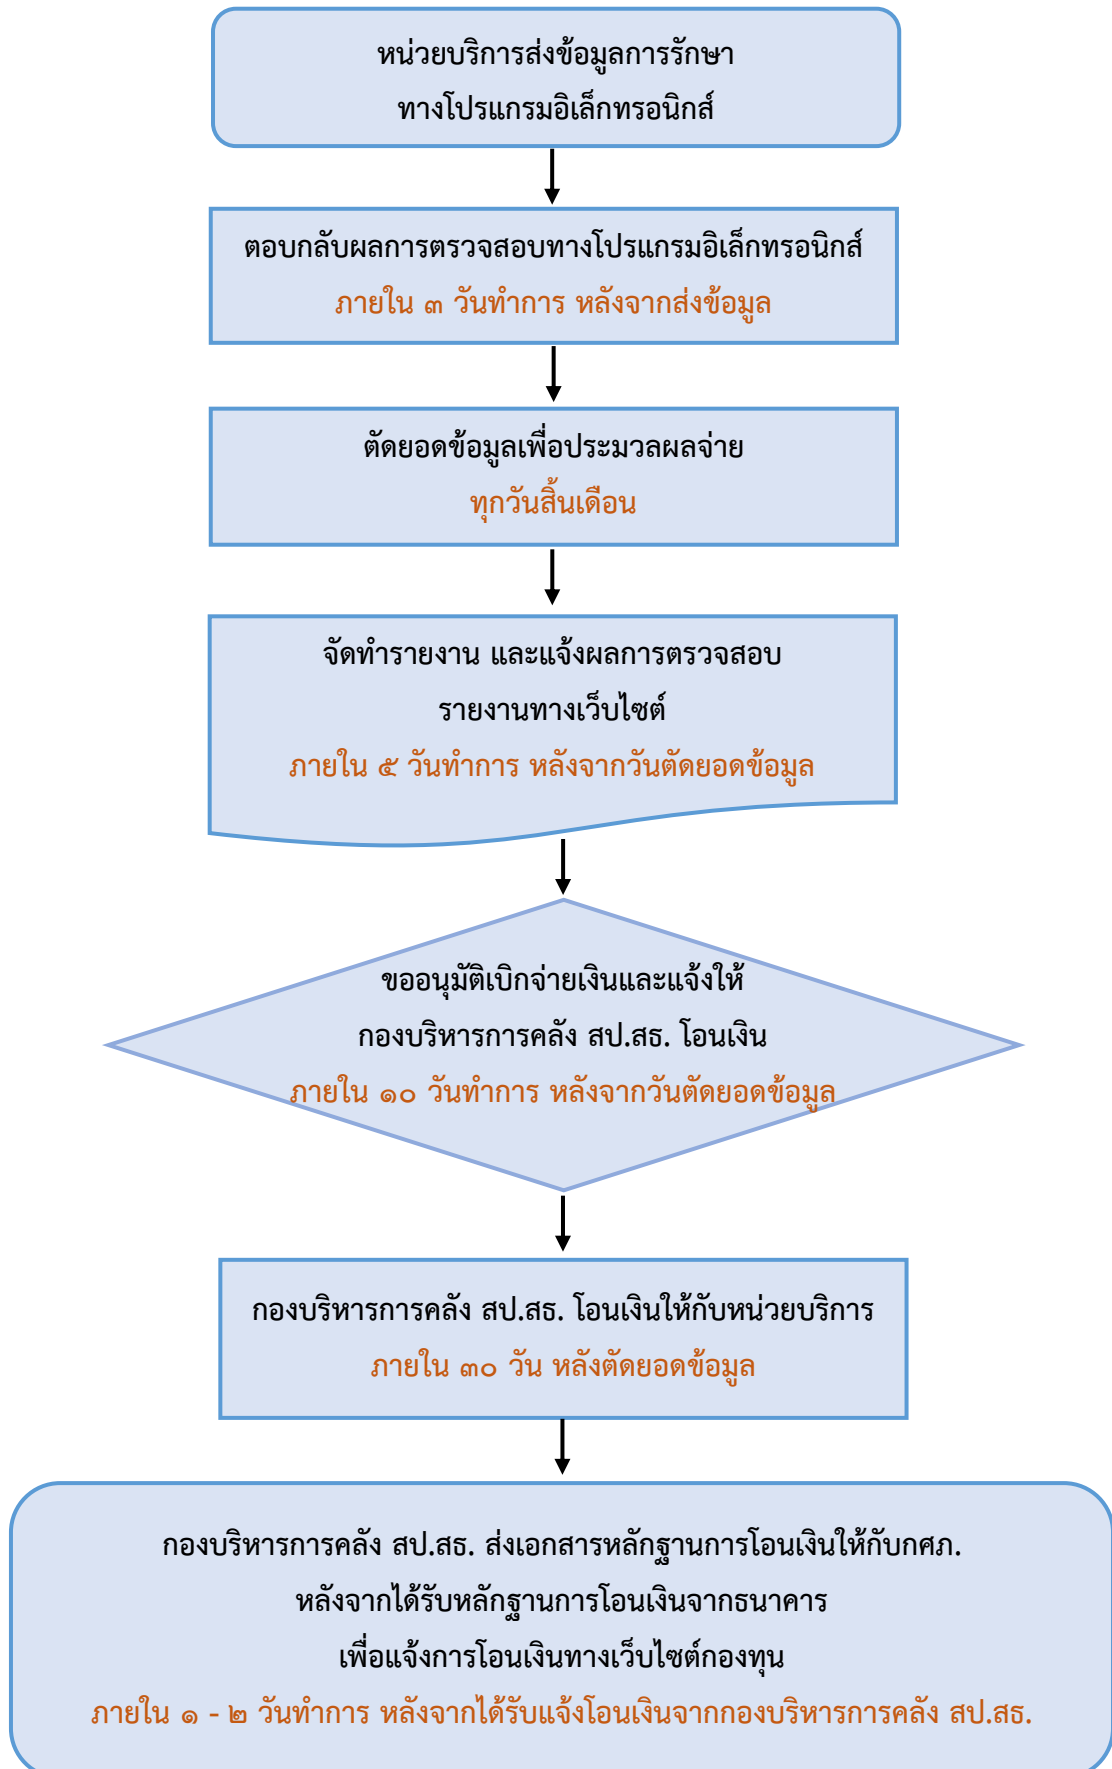 หน่วยบริการส่งข้อมูลการรักษา
ทางโปรแกรมอิเล็กทรอนิกส์
ตอบกลับผลการตรวจสอบทางโปรแกรมอิเล็กทรอนิกส์
ภายใน ๓ วันทำการ หลังจากส่งข้อมูล
ตัดยอดข้อมูลเพื่อประมวลผลจ่าย
ทุกวันสิ้นเดือน
จัดทำรายงาน และแจ้งผลการตรวจสอบ
รายงานทางเว็บไซต์
ภายใน ๕ วันทำการ หลังจากวันตัดยอดข้อมูล
ขออนุมัติเบิกจ่ายเงินและแจ้งให้
กองบริหารการคลัง สป.สธ. โอนเงิน
ภายใน ๑๐ วันทำการ หลังจากวันตัดยอดข้อมูล
กองบริหารการคลัง สป.สธ. โอนเงินให้กับหน่วยบริการ
ภายใน ๓๐ วัน หลังตัดยอดข้อมูล
กองบริหารการคลัง สป.สธ. ส่งเอกสารหลักฐานการโอนเงินให้กับกศภ.
หลังจากได้รับหลักฐานการโอนเงินจากธนาคาร
เพื่อแจ้งการโอนเงินทางเว็บไซต์กองทุน
ภายใน ๑ - ๒ วันทำการ หลังจากได้รับแจ้งโอนเงินจากกองบริหารการคลัง สป.สธ.